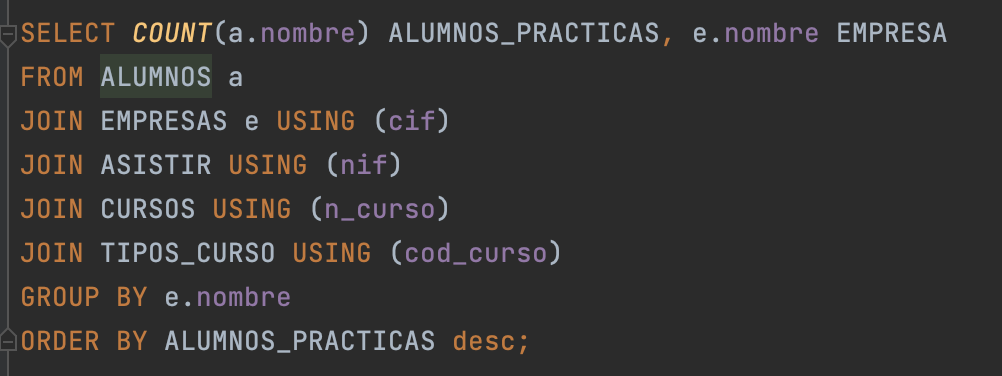 SELECT COUNT(a.nombre) ALUMNOS_PRACTICAS, e.nombre EMPRESA
FROM ALUMNOS a
JOIN EMPRESAS e USING (cif)
JOIN ASISTIR USING (nif)
JOIN CURSOS USING (n_curso)
JOIN TIPOS_CURSO USING (cod_curso)
GROUP BY e.nombre
ORDER BY ALUMNOS_PRACTICAS desc;